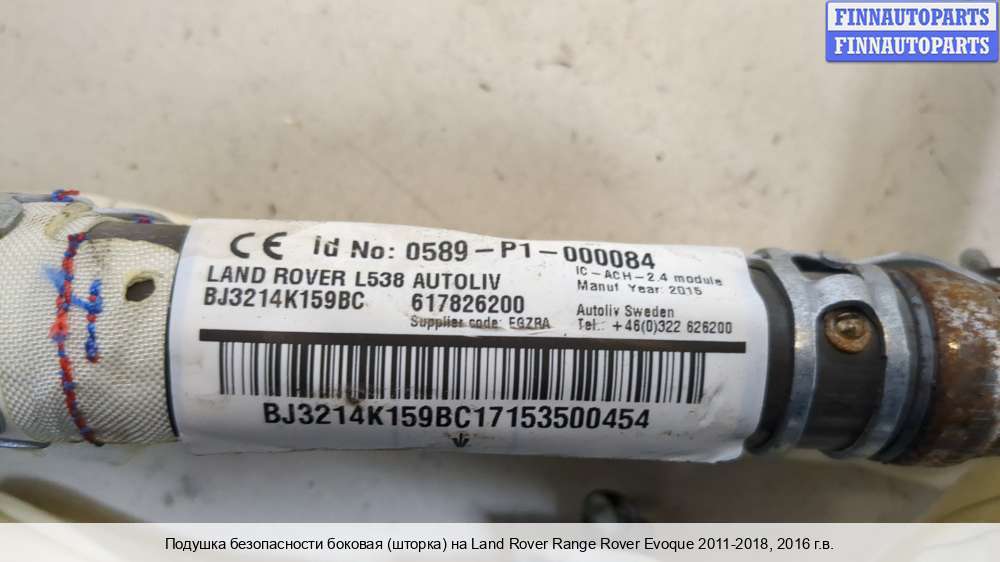 FINNAUTOPARTS
FINNAUTOPARTS
CE id No: 0589-P1-000084
LAND ROVER L538 AUTOLIV
IC-ACH-2.4 module
BJ3214K159BC 617826200
Manuf. Year: 2015
Supplier code: EGZRA
Autoliv Sweden
Tel.: +46(0)322 626200
BJ3214K159BC17153500454
Подушка безопасности боковая (шторка) на Land Rover Range Rover Evoque 2011-2018, 2016 г.в.